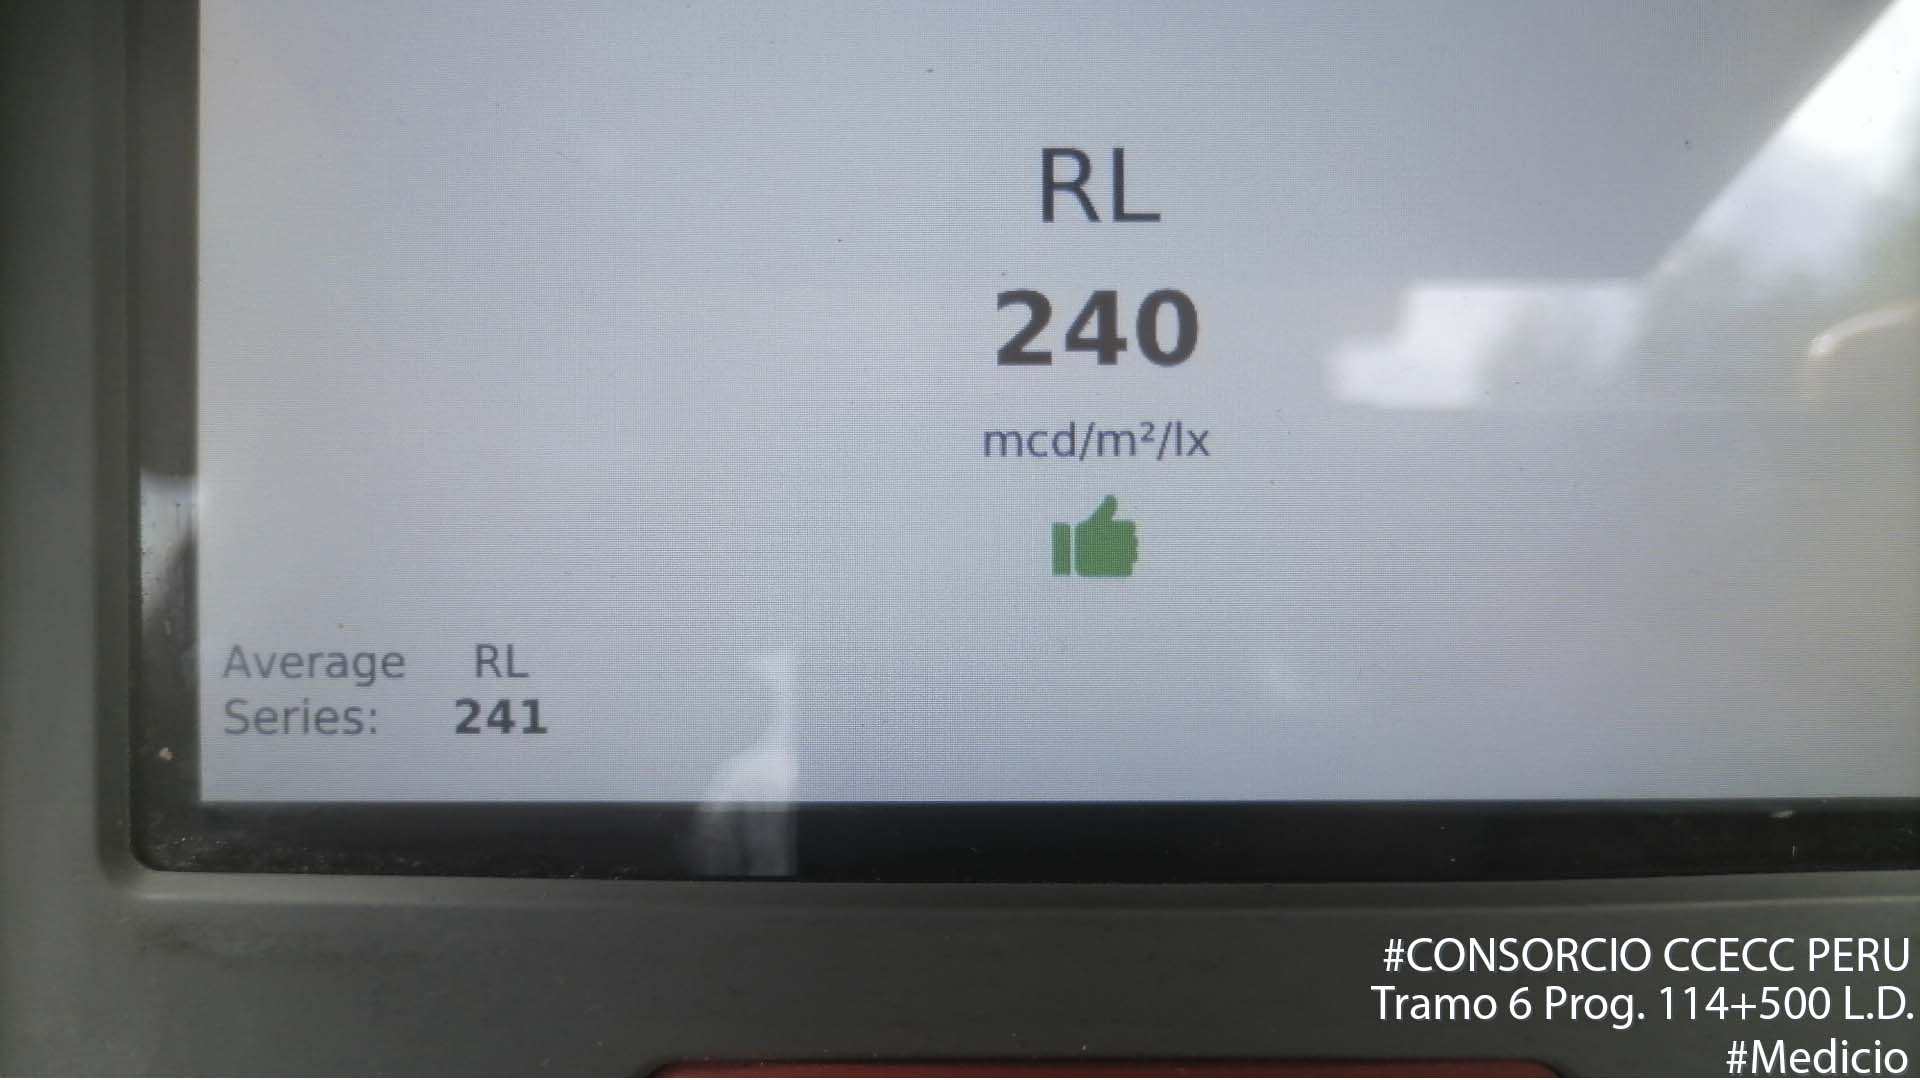 RL
240
mcd/m²/lx
Average RL
Series: 241
#CONSORCIO CCECC PERU
Tramo 6 Prog. 114+500 L.D.
#Medicio